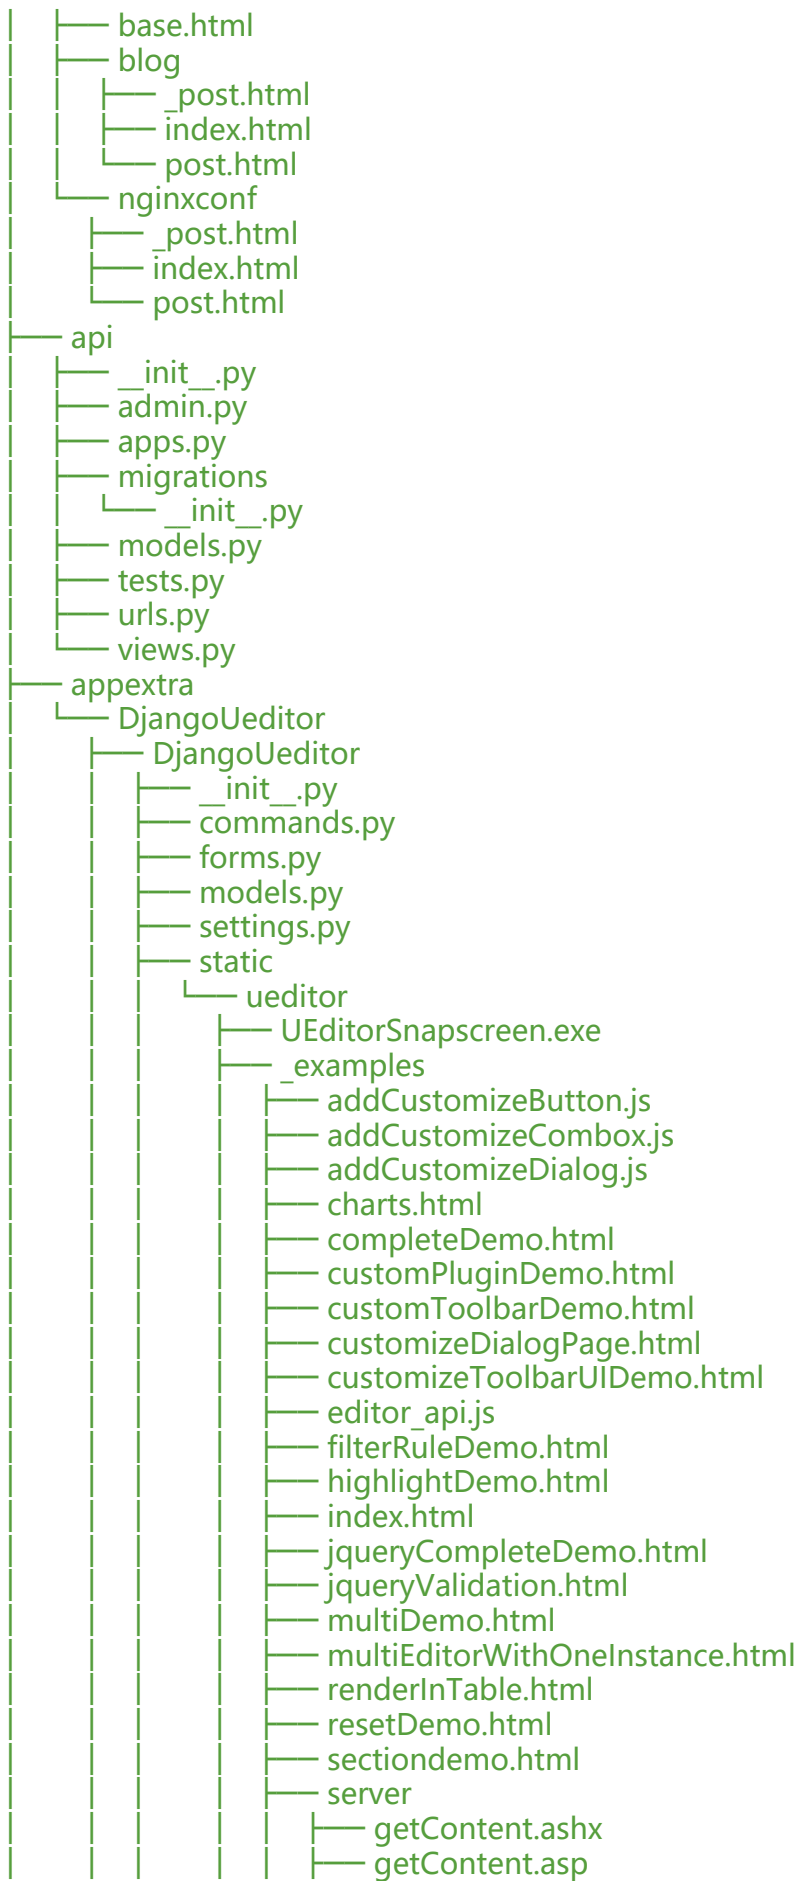 │   ├── base.html
│   ├── blog
│   │   ├── _post.html
│   │   ├── index.html
│   │   └── post.html
│   └── nginxconf
│       ├── _post.html
│       ├── index.html
│       └── post.html
├── api
│   ├── __init__.py
│   ├── admin.py
│   ├── apps.py
│   ├── migrations
│   │   └── __init__.py
│   ├── models.py
│   ├── tests.py
│   ├── urls.py
│   └── views.py
├── appextra
│   └── DjangoUeditor
│       ├── DjangoUeditor
│       │   ├── __init__.py
│       │   ├── commands.py
│       │   ├── forms.py
│       │   ├── models.py
│       │   ├── settings.py
│       │   ├── static
│       │   │   └── ueditor
│       │   │       ├── UEditorSnapscreen.exe
│       │   │       ├── _examples
│       │   │       │   ├── addCustomizeButton.js
│       │   │       │   ├── addCustomizeCombox.js
│       │   │       │   ├── addCustomizeDialog.js
│       │   │       │   ├── charts.html
│       │   │       │   ├── completeDemo.html
│       │   │       │   ├── customPluginDemo.html
│       │   │       │   ├── customToolbarDemo.html
│       │   │       │   ├── customizeDialogPage.html
│       │   │       │   ├── customizeToolbarUIDemo.html
│       │   │       │   ├── editor_api.js
│       │   │       │   ├── filterRuleDemo.html
│       │   │       │   ├── highlightDemo.html
│       │   │       │   ├── index.html
│       │   │       │   ├── jqueryCompleteDemo.html
│       │   │       │   ├── jqueryValidation.html
│       │   │       │   ├── multiDemo.html
│       │   │       │   ├── multiEditorWithOneInstance.html
│       │   │       │   ├── renderInTable.html
│       │   │       │   ├── resetDemo.html
│       │   │       │   ├── sectiondemo.html
│       │   │       │   ├── server
│       │   │       │   │   ├── getContent.ashx
│       │   │       │   │   ├── getContent.asp